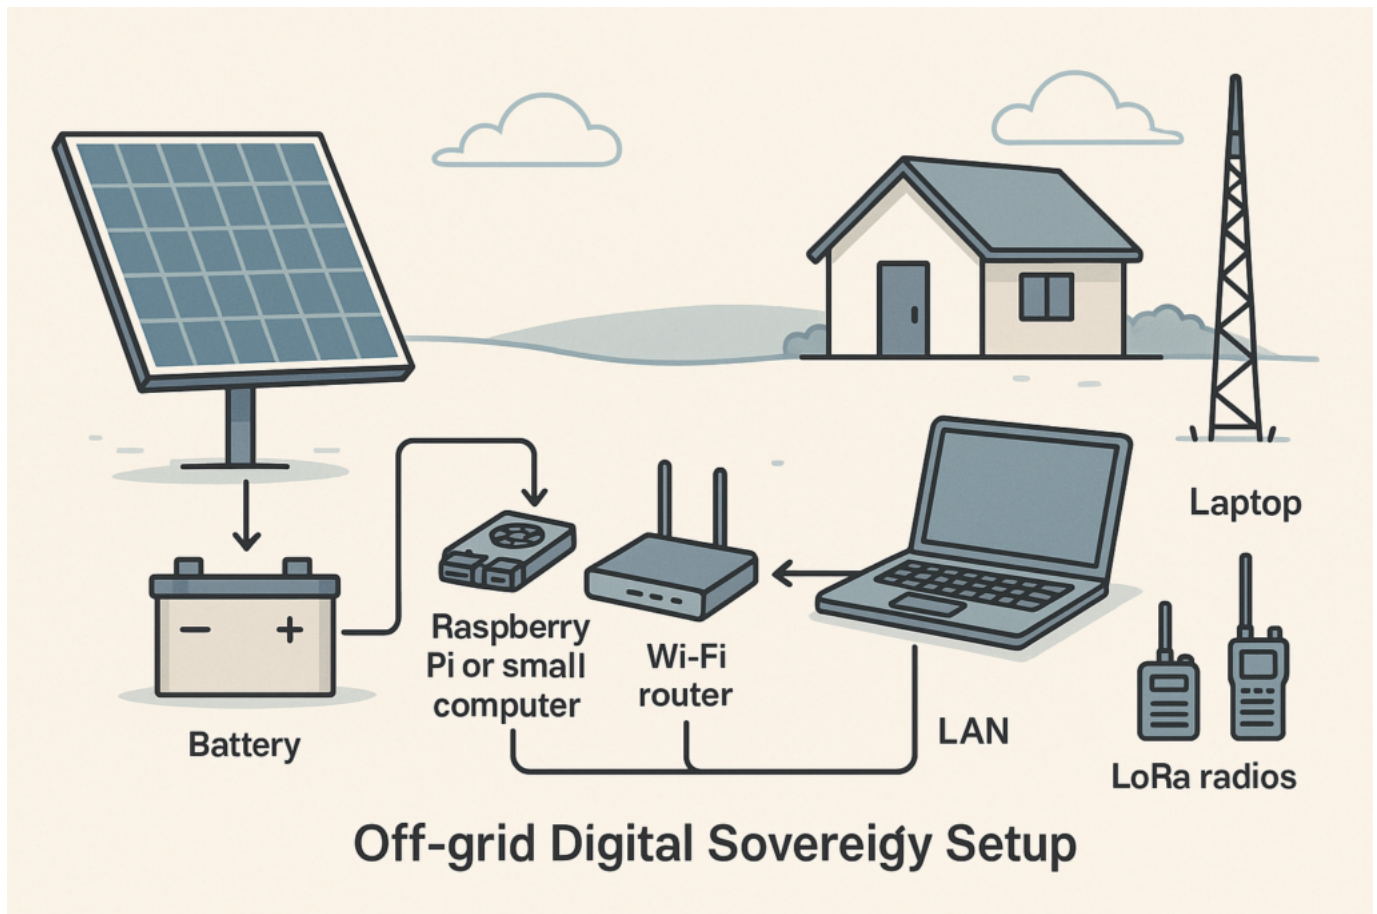 Laptop
Raspberry
Pi or small
computer
Wi-Fi
router
Battery
LAN
LoRa radios
Off-grid Digital Sovereigy Setup